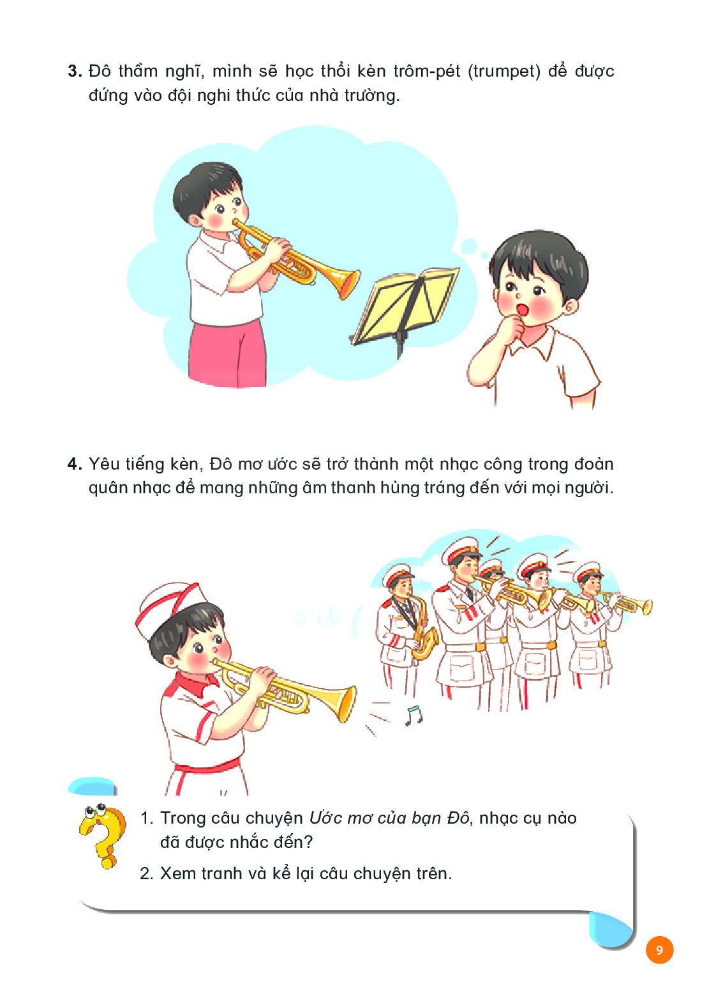 3. Đô thầm nghĩ, mình sẽ học thổi kèn trôm-pét (trumpet) để được
đứng vào đội nghi thức của nhà trường.
4. Yêu tiếng kèn, Đô mơ ước sẽ trở thành một nhạc công trong đoàn
quân nhạc để mang những âm thanh hùng tráng đến với mọi người.
1. Trong câu chuyện Ước mơ của bạn Đô, nhạc cụ nào
đã được nhắc đến?
2. Xem tranh và kể lại câu chuyện trên.
9